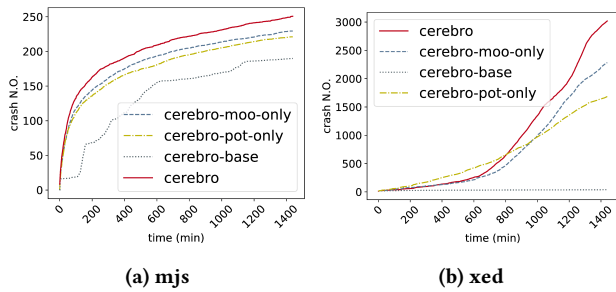 250
200
150
100
50
0
crash N.O.
cerebro-moo-only
cerebro-pot-only
cerebro-base
cerebro
0 200 400 600 800 1000 1200 1400
time (min)
(a) mjs
3000
2500
2000
1500
1000
500
0
crash N.O.
cerebro
cerebro-moo-only
cerebro-base
cerebro-pot-only
0 200 400 600 800 1000 1200 1400
time (min)
(b) xed